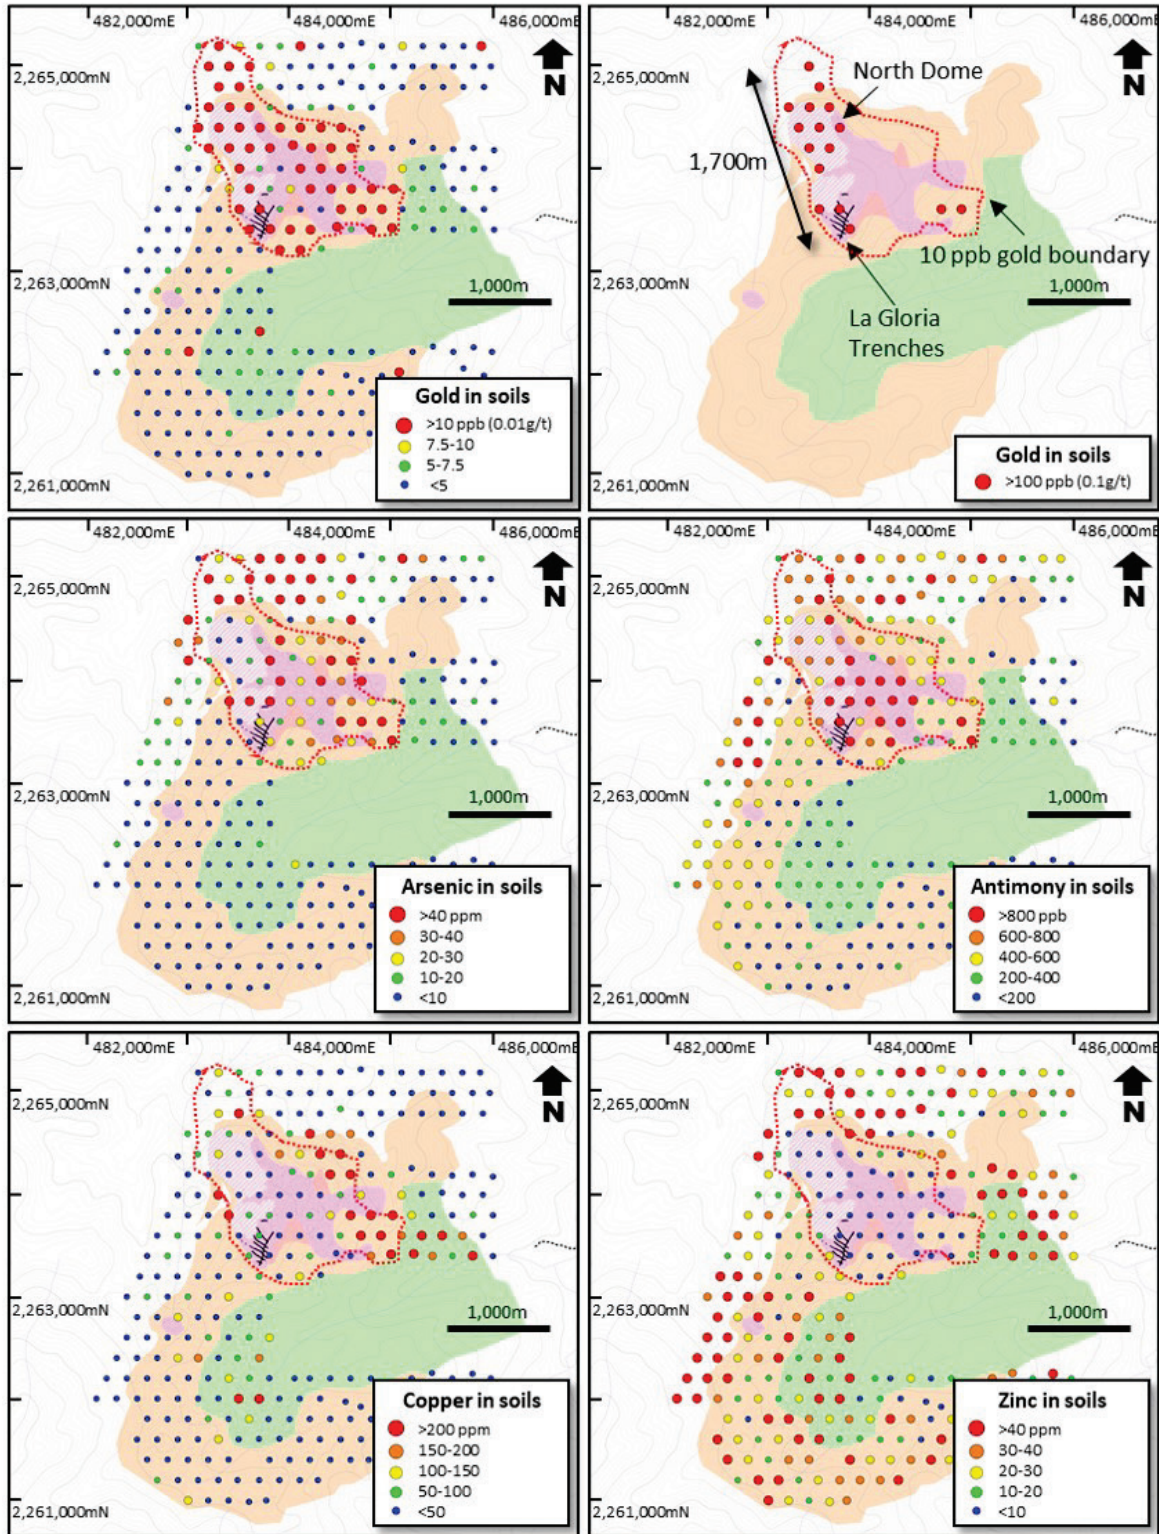 482,000mE 484,000mE 486,000mE
2,265,000mN
N
2,263,000mN
1,000m
2,261,000mN
Gold in soils
>10 ppb (0.01g/t)
7.5-10
5-7.5
<5
482,000mE 484,000mE 486,000mE
2,265,000mN
N
North Dome
1,700m
10 ppb gold boundary
2,263,000mN
1,000m
La Gloria
Trenches
2,261,000mN
Gold in soils
>100 ppb (0.1g/t)
482,000mE 484,000mE 486,000mE
2,265,000mN
N
2,263,000mN
1,000m
2,261,000mN
Arsenic in soils
>40 ppm
30-40
20-30
10-20
<10
482,000mE 484,000mE 486,000mE
2,265,000mN
N
2,263,000mN
1,000m
2,261,000mN
Antimony in soils
>800 ppb
600-800
400-600
200-400
<200
482,000mE 484,000mE 486,000mE
2,265,000mN
N
2,263,000mN
1,000m
2,261,000mN
Copper in soils
>200 ppm
150-200
100-150
50-100
<50
482,000mE 484,000mE 486,000mE
2,265,000mN
N
2,263,000mN
1,000m
2,261,000mN
Zinc in soils
>40 ppm
30-40
20-30
10-20
<10